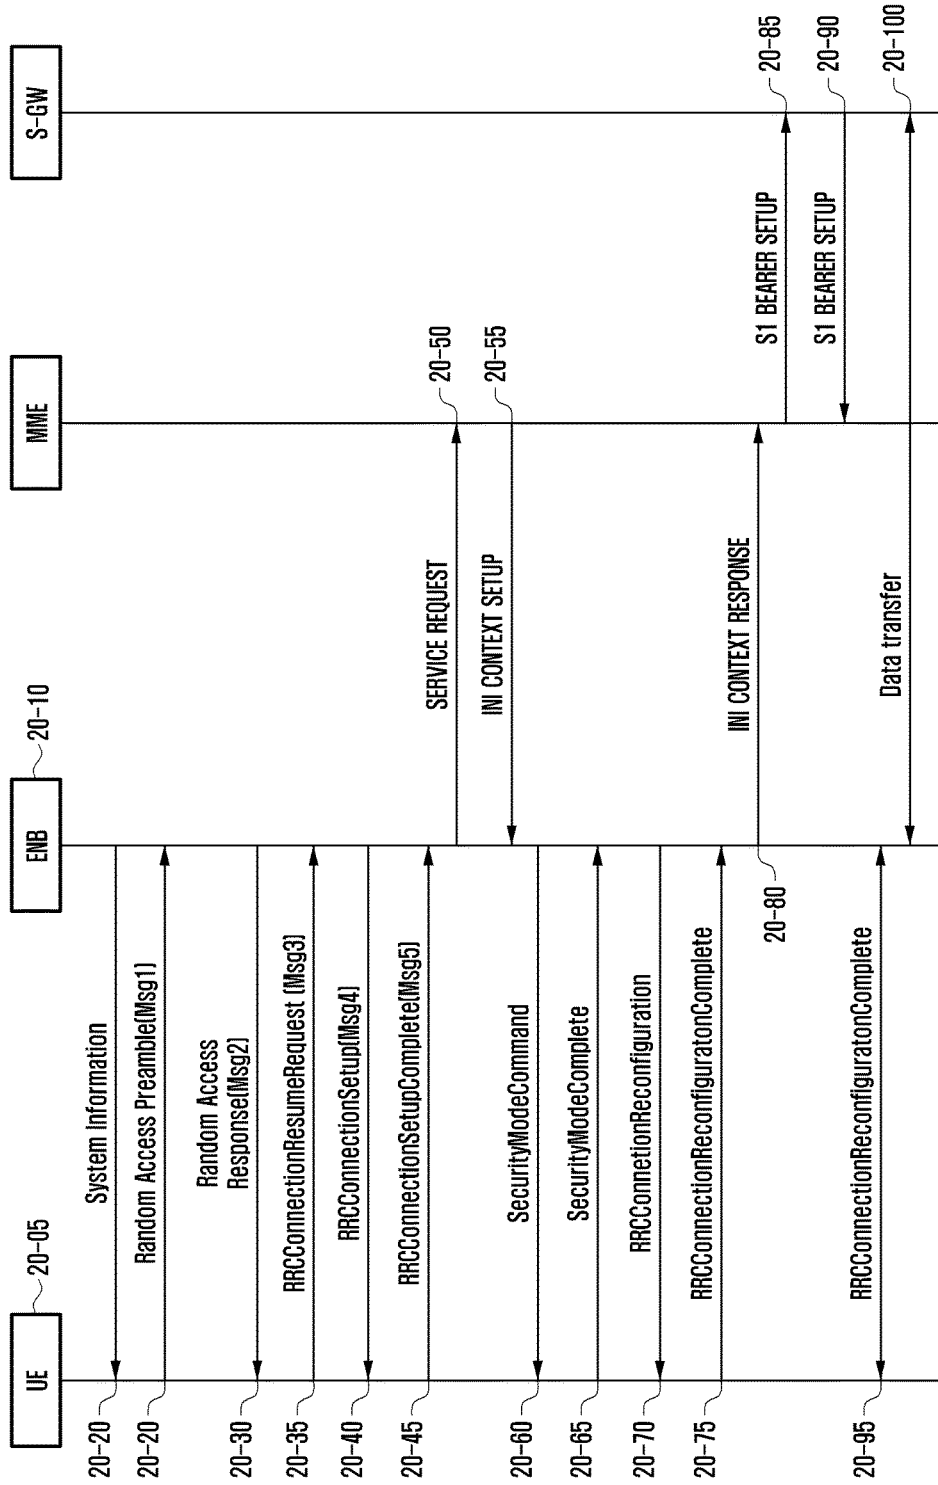 UE
20-05
ENB
20-10
MME
S-GW
20-20
System Information
20-20
Random Access Preamble(Msg1)
20-30
Random Access
Response(Msg2)
20-35
RRCConnectionResumeRequest (Msg3)
20-40
RRCConnectionSetup(Msg4)
20-45
RRCConnectionSetupComplete(Msg5)
SERVICE REQUEST
20-50
INI CONTEXT SETUP
20-55
20-60
SecurityModeCommand
20-65
SecurityModeComplete
20-70
RRCConnetionReconfiguration
20-75
RRCConnectionReconfiguratonComplete
20-80
INI CONTEXT RESPONSE
S1 BEARER SETUP
20-85
S1 BEARER SETUP
20-90
20-95
RRCConnectionReconfiguratonComplete
Data transfer
20-100